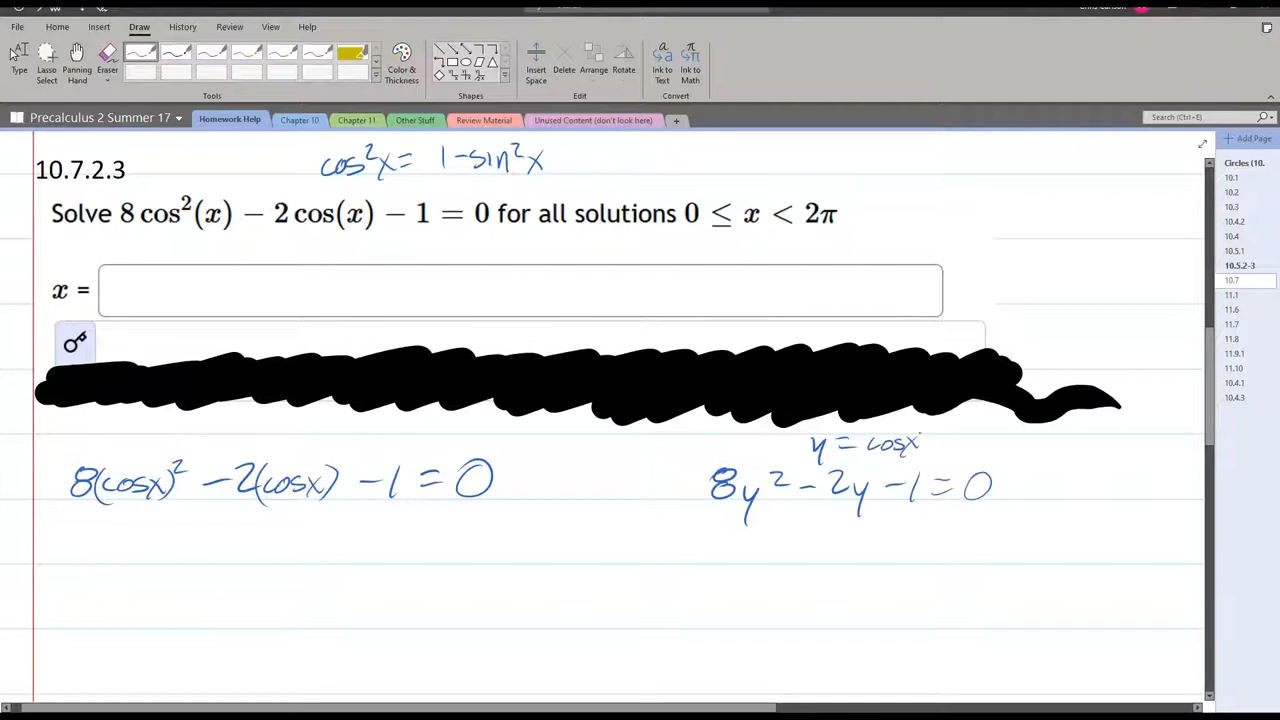 File Home Insert Draw History Review View Help
Type Lasso Select Panning Hand Eraser Color & Thickness Insert Space Delete Arrange Rotate Ink to Text Ink to Math
Tools Shapes Edit Convert
Precalculus 2 Summer 17 Homework Help Chapter 10 Chapter 11 Other Stuff Review Material Unused Content (don't look here) + Search (Ctrl+E)
+ Add Page
Circles (10.
10.1
10.2
10.3
10.4.2
10.4
10.5.1
10.5.2-3
10.7
11.1
11.6
11.7
11.8
11.9.1
11.10
10.4.1
10.4.3
cos²x = 1-sin²x
10.7.2.3
Solve 8 cos²(x) − 2 cos(x) − 1 = 0 for all solutions 0 ≤ x < 2π
x =
y = cosx
8(cosx)² - 2(cosx) - 1 = 0
8y² - 2y - 1 = 0